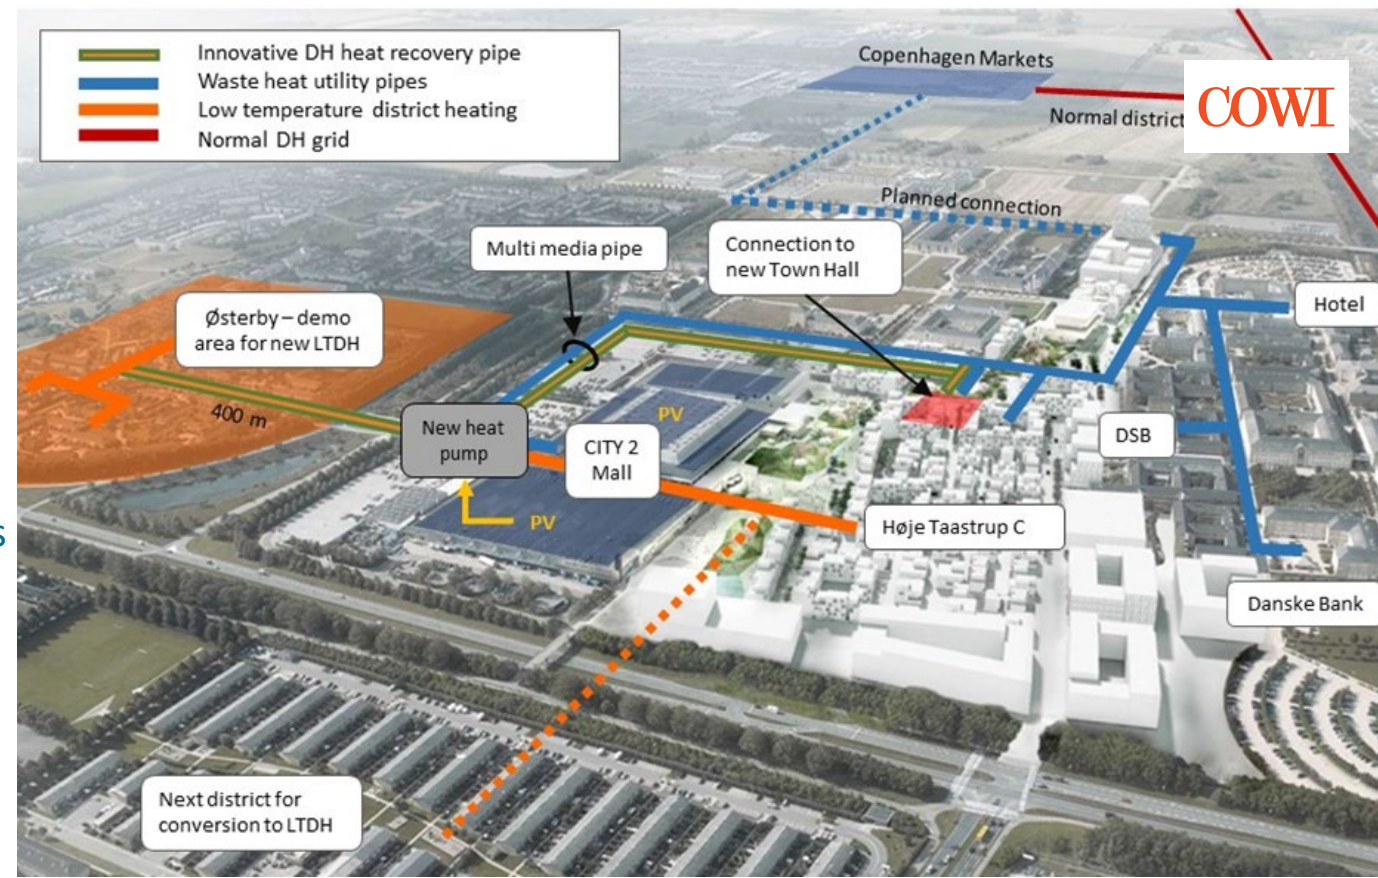 Innovative DH heat recovery pipe
Waste heat utility pipes
Low temperature district heating
Normal DH grid
Copenhagen Markets
COWI
Normal district
Planned connection
Multi media pipe
Connection to
new Town Hall
Østerby – demo
area for new LTDH
Hotel
400 m
New heat
pump
PV
CITY 2
Mall
DSB
PV
Høje Taastrup C
Danske Bank
Next district for
conversion to LTDH
s